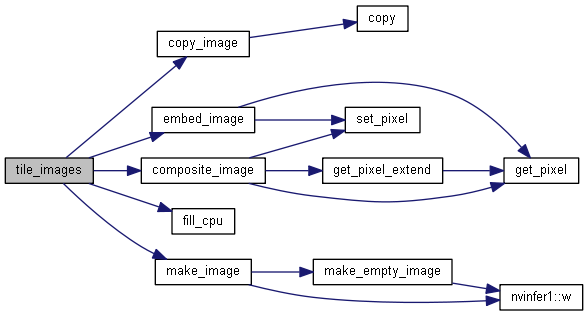 copy
copy_image
embed_image
set_pixel
tile_images
composite_image
get_pixel_extend
get_pixel
fill_cpu
make_image
make_empty_image
nvinfer1::w